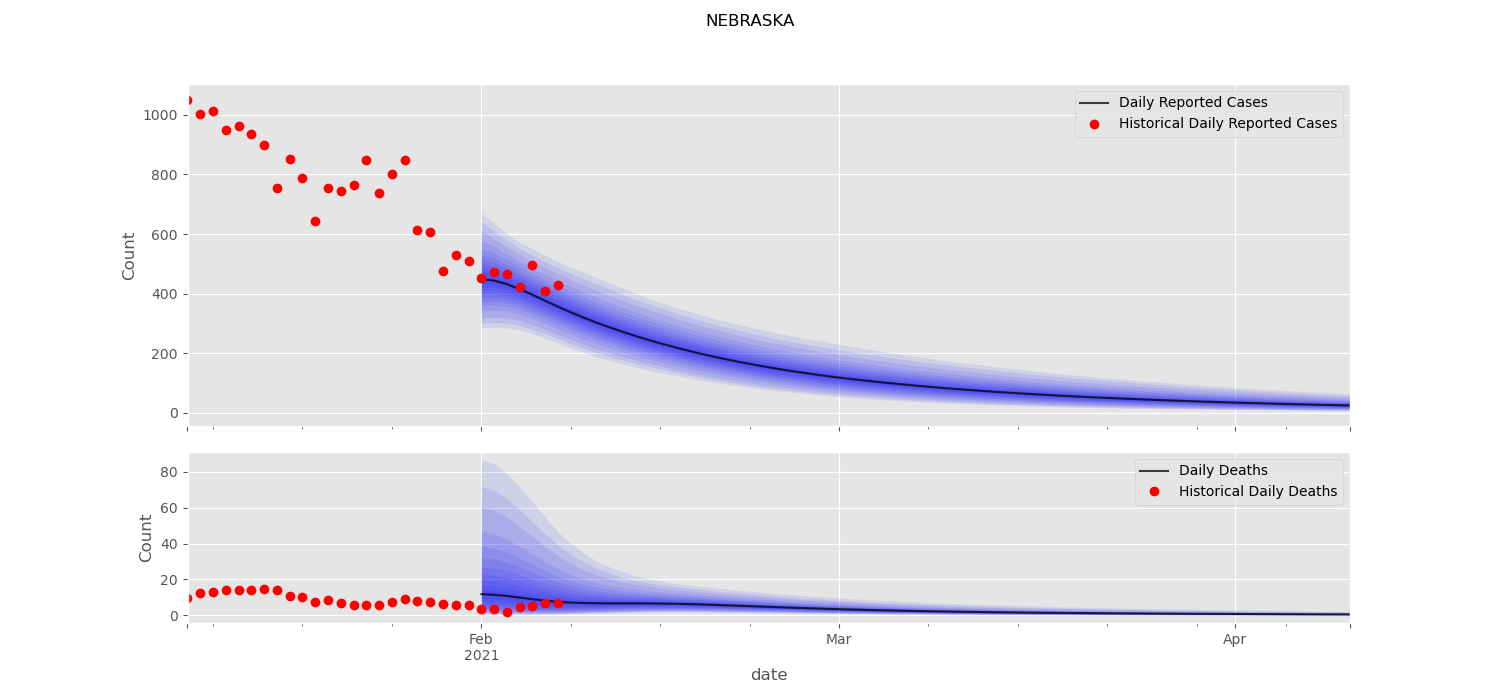 NEBRASKA
Daily Reported Cases
Historical Daily Reported Cases
1000
800
600
400
200
0
Count
Daily Deaths
Historical Daily Deaths
80
60
40
20
0
Count
Feb
2021
Mar
Apr
date